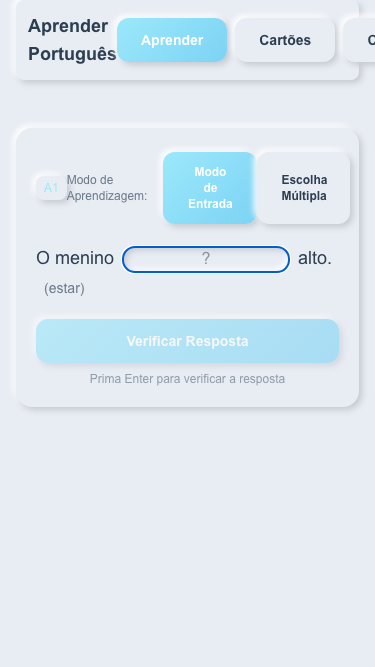 Aprender
Português
Aprender
Cartões
A1
Modo de
Aprendizagem:
Modo
de
Entrada
Escolha
Múltipla
O menino ? alto.
(estar)
Verificar Resposta
Prima Enter para verificar a resposta